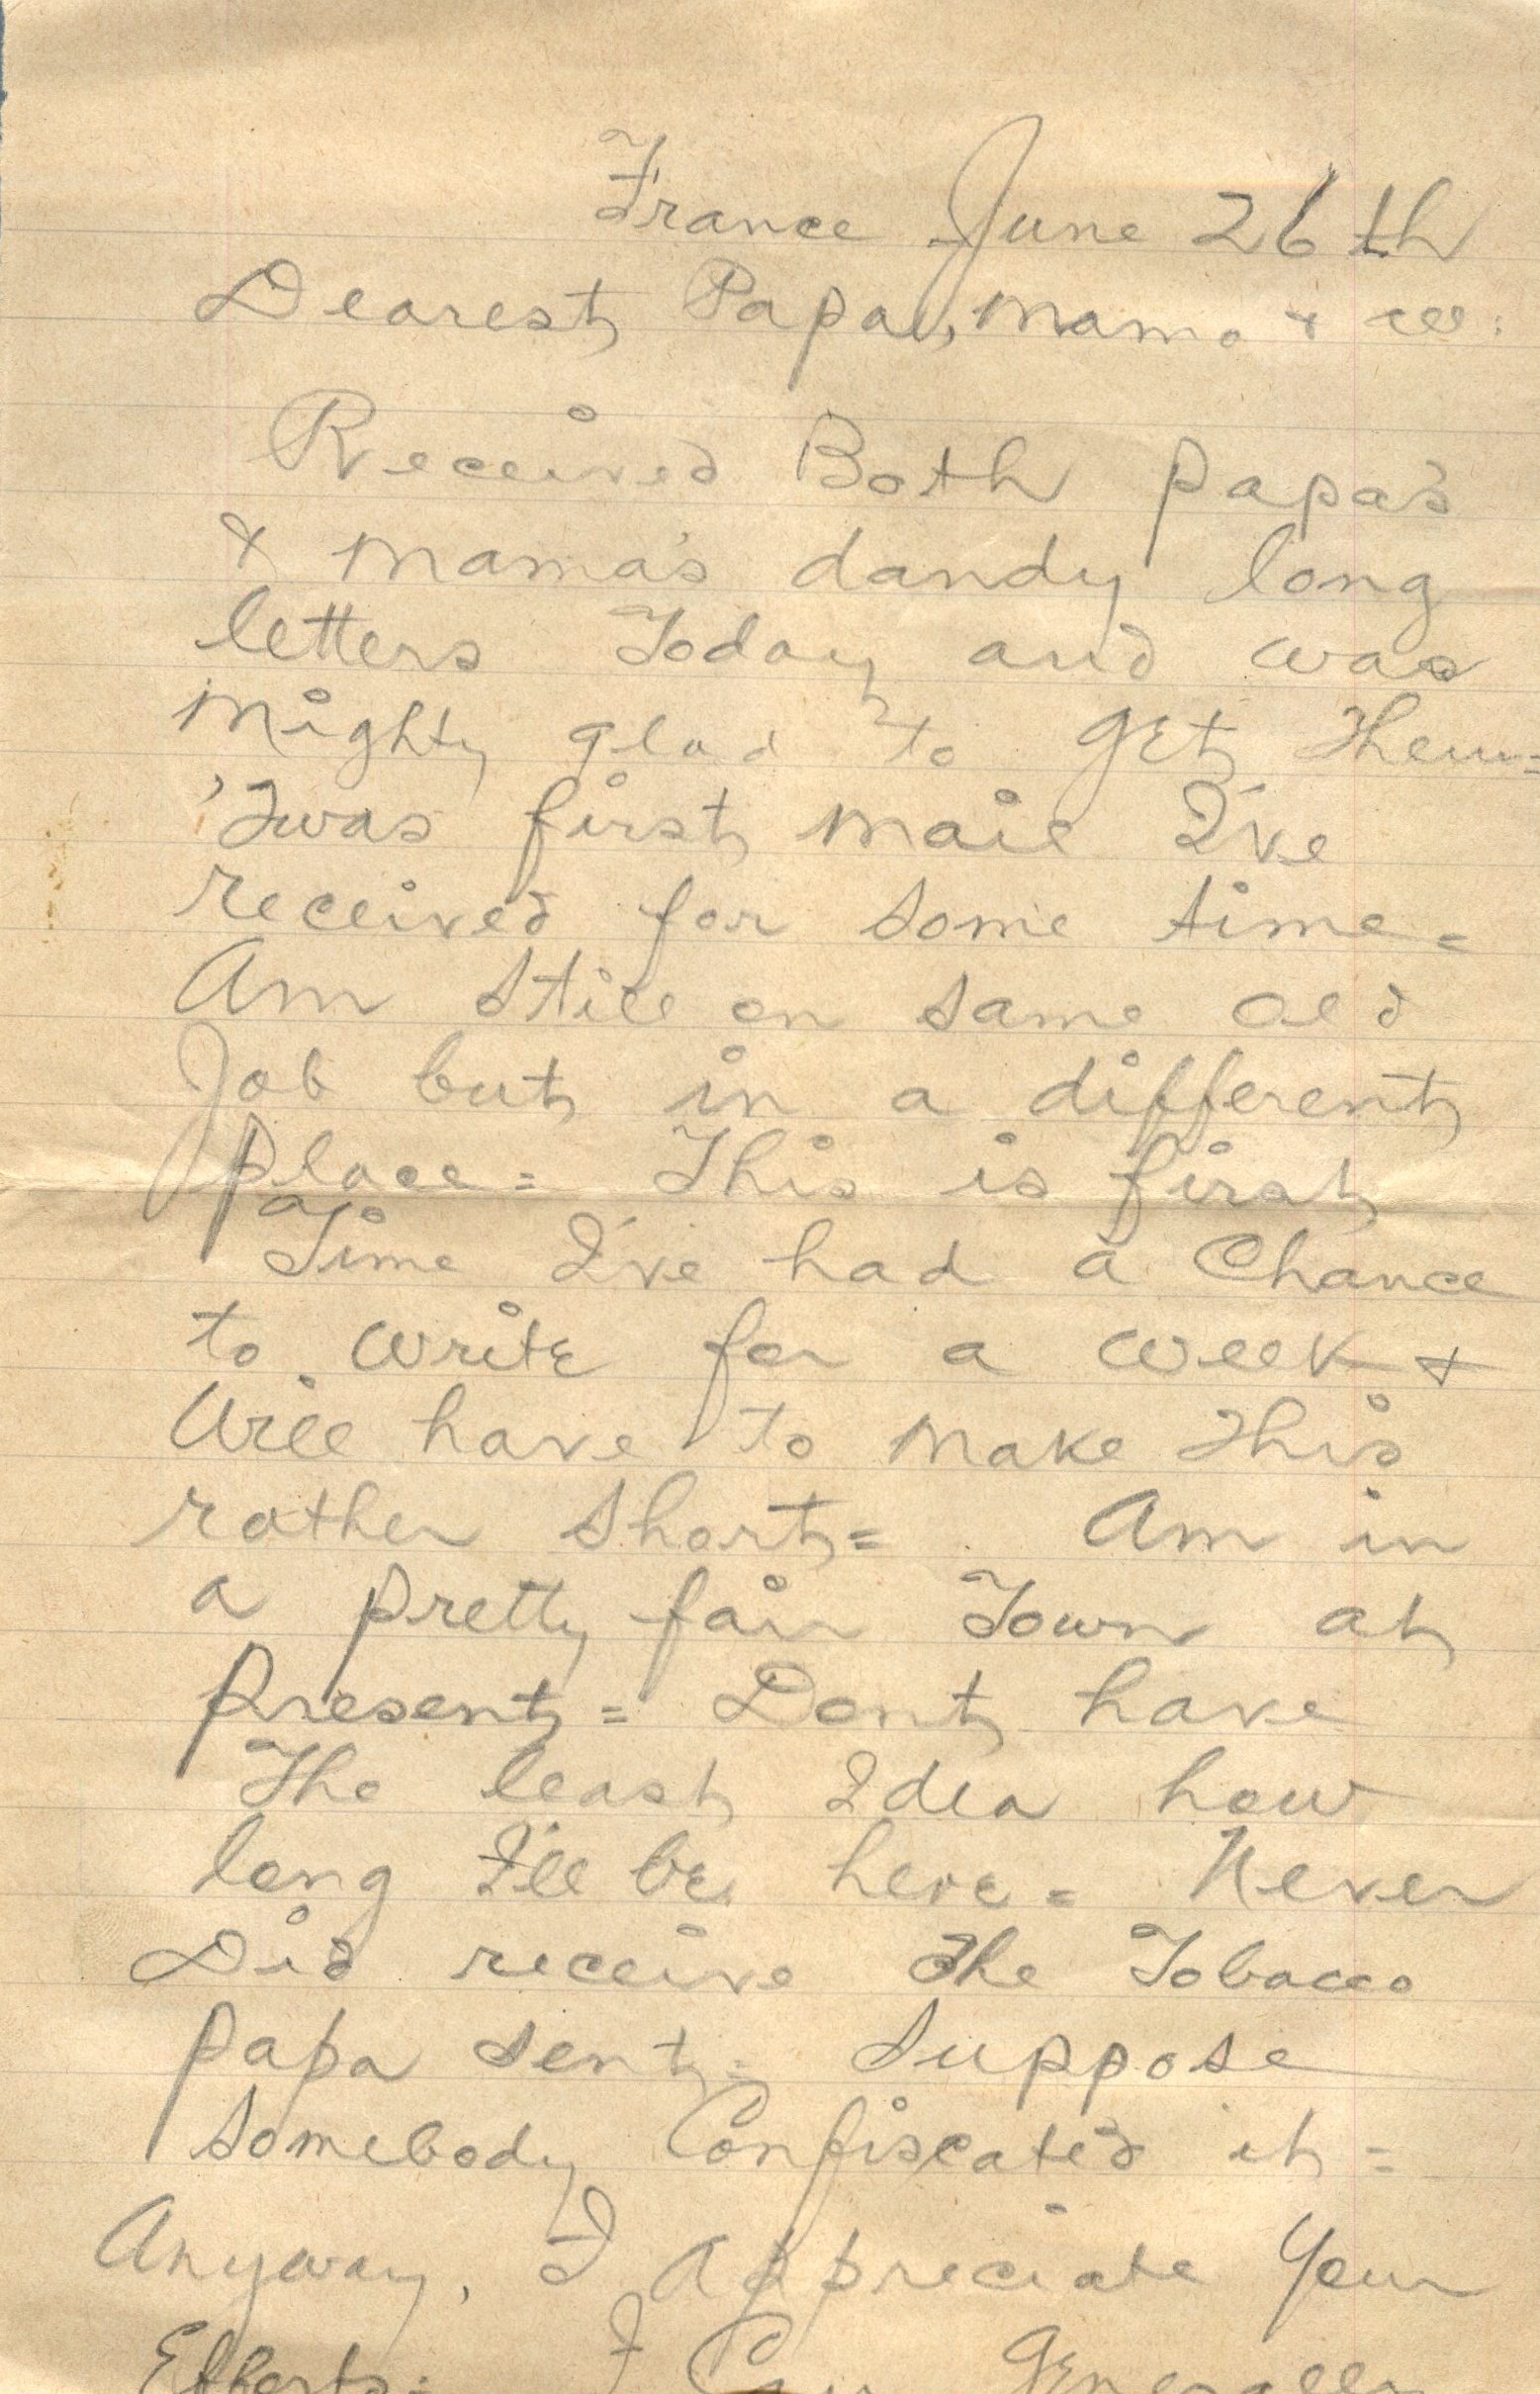 France June 26th
Dearest Papa, Mama & all:
Received Both papa's
& Mama's dandy long
letters Today and was
Mighty glad to get Them=
'Twas first mail I've
received for some time=
Am still on same old
Job but in a different
place= This is first
Time I've had a Chance
to write for a week &
Will have to make This
rather short= Am in
a pretty fair Town at
present= Dont have
The least Idea how
long I'll be here= Never
Did receive The Tobacco
papa sent= Suppose
Somebody Confiscated it=
Anyway, I Appreciate Your
Efforts= I Can Generally